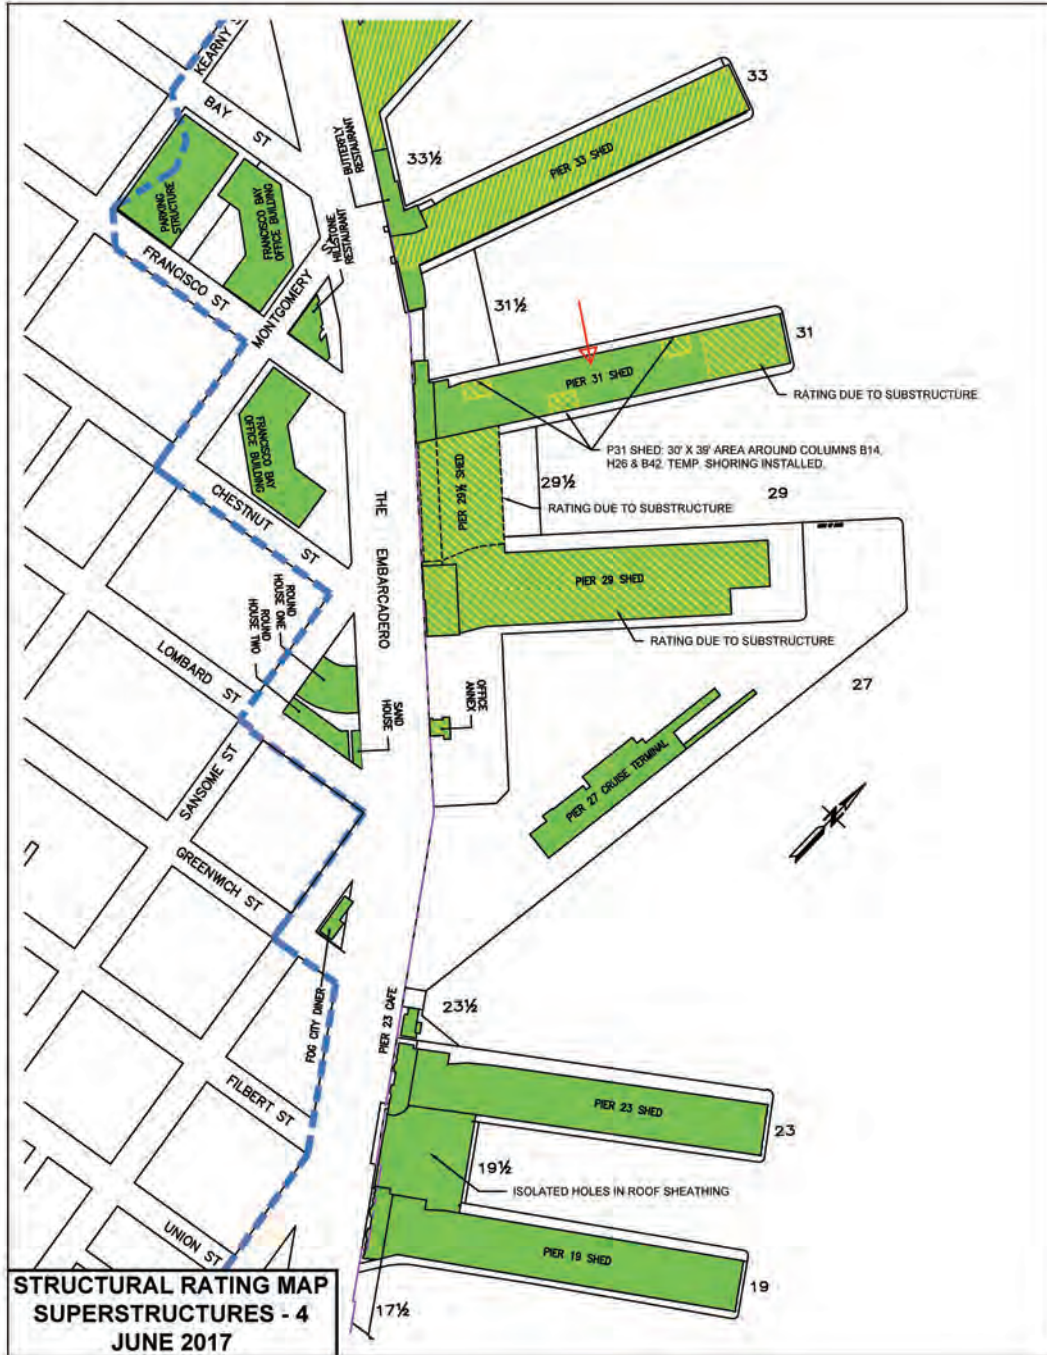 KEARNY S
BAY ST
33
BUTTERFLY
RESTAURANT
33½
PIER 33 SHED
PARKING
STRUCTURE
FRANCISCO BAY
OFFICE BUILDING
HILLSTONE
RESTAURANT
FRANCISCO ST
MONTGOMERY S
31½
31
PIER 31 SHED
RATING DUE TO SUBSTRUCTURE
P31 SHED: 30' X 39' AREA AROUND COLUMNS B14,
H26 & B42. TEMP. SHORING INSTALLED.
FRANCISCO BAY
OFFICE BUILDING
CHESTNUT ST
THE EMBARCADERO
PIER 29½ SHED
29½
RATING DUE TO SUBSTRUCTURE
29
PIER 29 SHED
RATING DUE TO SUBSTRUCTURE
ROUND
HOUSE ONE
ROUND
HOUSE TWO
LOMBARD ST
SAND
HOUSE
OFFICE
ANNEX
27
PIER 27 CRUISE TERMINAL
N
SANSOME ST
GREENWICH ST
FOG CITY DINER
PIER 23 CAFE
23½
FILBERT ST
PIER 23 SHED
23
19½
ISOLATED HOLES IN ROOF SHEATHING
UNION ST
PIER 19 SHED
19
17½
STRUCTURAL RATING MAP
SUPERSTRUCTURES - 4
JUNE 2017